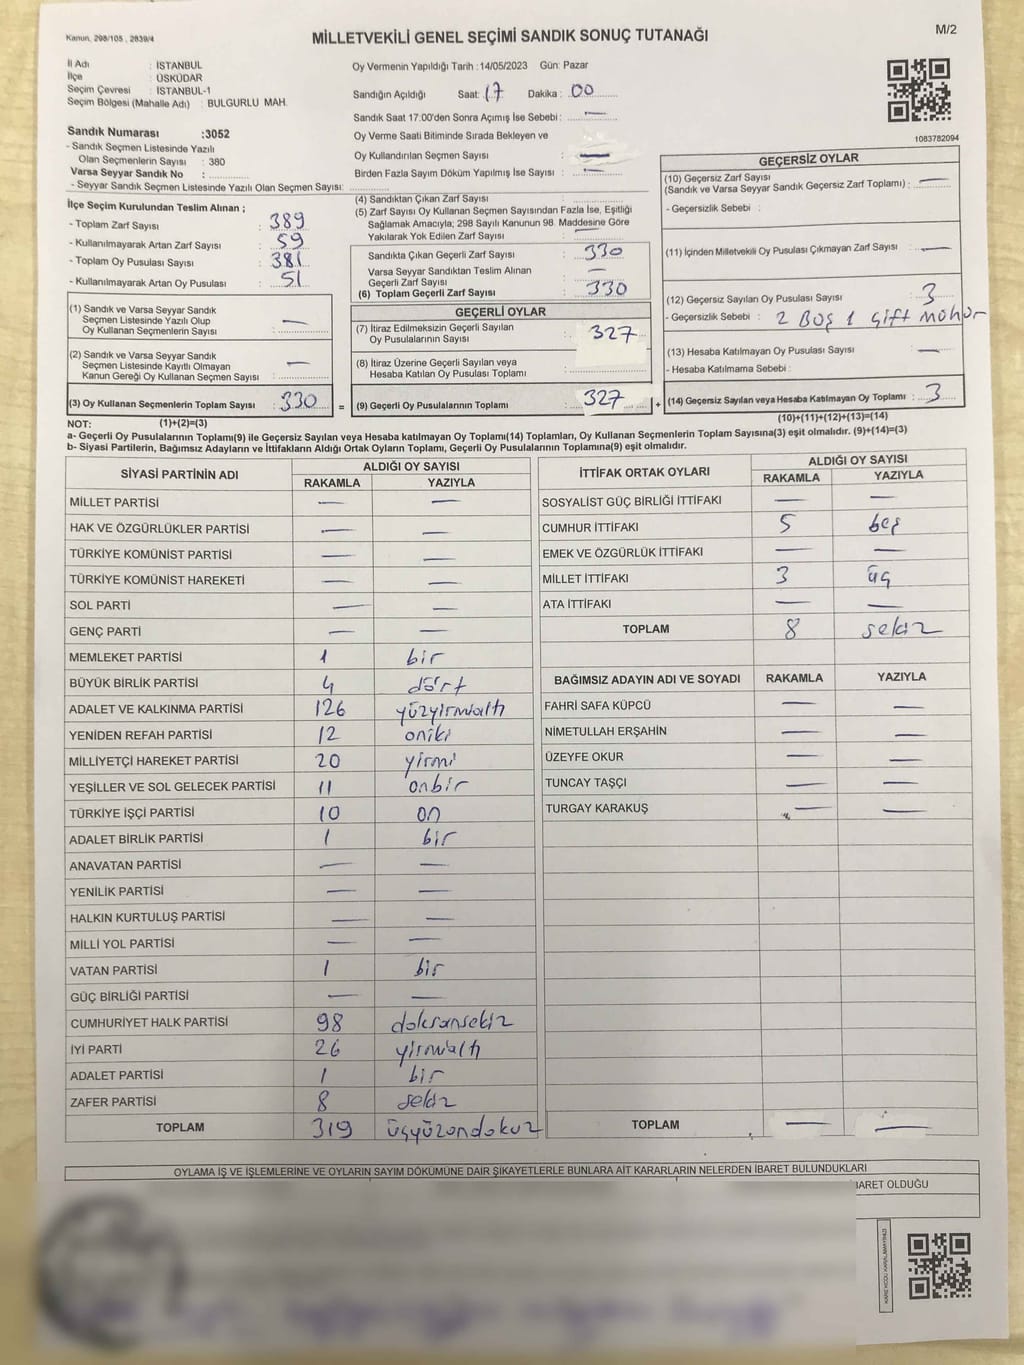 Kanun, 298/105 , 2839/4
MİLLETVEKİLİ GENEL SEÇİMİ SANDIK SONUÇ TUTANAĞI
M/2
İl Adı : İSTANBUL
İlçe : ÜSKÜDAR
Seçim Çevresi : İSTANBUL-1
Seçim Bölgesi (Mahalle Adı) : BULGURLU MAH.
Sandık Numarası :3052
- Sandık Seçmen Listesinde Yazılı
Olan Seçmenlerin Sayısı : 380
Varsa Seyyar Sandık No :
- Seyyar Sandık Seçmen Listesinde Yazılı Olan Seçmen Sayısı:
Oy Vermenin Yapıldığı Tarih :14/05/2023 Gün: Pazar
Sandığın Açıldığı Saat: 17 Dakika : 00
Sandık Saat 17:00'den Sonra Açımış İse Sebebi : —
Oy Verme Saati Bitiminde Sırada Bekleyen ve
Oy Kullandırılan Seçmen Sayısı —
Birden Fazla Sayım Döküm Yapılmış İse Sayısı : —
1083782094
İlçe Seçim Kurulundan Teslim Alınan ;
- Toplam Zarf Sayısı : 389
- Kullanılmayarak Artan Zarf Sayısı : 59
- Toplam Oy Pusulası Sayısı : 381
- Kullanılmayarak Artan Oy Pusulası : 51
(1) Sandık ve Varsa Seyyar Sandık
Seçmen Listesinde Yazılı Olup
Oy Kullanan Seçmenlerin Sayısı : —
(2) Sandık ve Varsa Seyyar Sandık
Seçmen Listesinde Kayıtlı Olmayan
Kanun Gereği Oy Kullanan Seçmen Sayısı : —
(3) Oy Kullanan Seçmenlerin Toplam Sayısı : 330
(4) Sandıktan Çıkan Zarf Sayısı :
(5) Zarf Sayısı Oy Kullanan Seçmen Sayısından Fazla İse, Eşitliği
Sağlamak Amacıyla; 298 Sayılı Kanunun 98. Maddesine Göre
Yakılarak Yok Edilen Zarf Sayısı :
Sandıkta Çıkan Geçerli Zarf Sayısı : 330
Varsa Seyyar Sandıktan Teslim Alınan
Geçerli Zarf Sayısı : —
(6) Toplam Geçerli Zarf Sayısı : 330
GEÇERLİ OYLAR
(7) İtiraz Edilmeksizin Geçerli Sayılan
Oy Pusulalarının Sayısı : 327
(8) İtiraz Üzerine Geçerli Sayılan veya
Hesaba Katılan Oy Pusulası Toplamı :
= (9) Geçerli Oy Pusulalarının Toplamı : 327 +
GEÇERSİZ OYLAR
(10) Geçersiz Zarf Sayısı
(Sandık ve Varsa Seyyar Sandık Geçersiz Zarf Toplamı) : —
- Geçersizlik Sebebi :
(11) İçinden Milletvekili Oy Pusulası Çıkmayan Zarf Sayısı : —
(12) Geçersiz Sayılan Oy Pusulası Sayısı : 3
- Geçersizlik Sebebi : 2 Boş 1 çift mühür
(13) Hesaba Katılmayan Oy Pusulası Sayısı : —
- Hesaba Katılmama Sebebi :
(14) Geçersiz Sayılan veya Hesaba Katılmayan Oy Toplamı : 3
(10)+(11)+(12)+(13)=(14)
NOT: (1)+(2)=(3)
a- Geçerli Oy Pusulalarının Toplamı(9) ile Geçersiz Sayılan veya Hesaba katılmayan Oy Toplamı(14) Toplamları, Oy Kullanan Seçmenlerin Toplam Sayısına(3) eşit olmalıdır. (9)+(14)=(3)
b- Siyasi Partilerin, Bağımsız Adayların ve İttifakların Aldığı Ortak Oyların Toplamı, Geçerli Oy Pusulalarının Toplamına(9) eşit olmalıdır.
SİYASİ PARTİNİN ADI
ALDIĞI OY SAYISI
RAKAMLA YAZIYLA
MİLLET PARTİSİ — —
HAK VE ÖZGÜRLÜKLER PARTİSİ — —
TÜRKİYE KOMÜNİST PARTİSİ — —
TÜRKİYE KOMÜNİST HAREKETİ — —
SOL PARTİ — —
GENÇ PARTİ — —
MEMLEKET PARTİSİ 1 bir
BÜYÜK BİRLİK PARTİSİ 4 dört
ADALET VE KALKINMA PARTİSİ 126 yüzyirmialtı
YENİDEN REFAH PARTİSİ 12 oniki
MİLLİYETÇİ HAREKET PARTİSİ 20 yirmi
YEŞİLLER VE SOL GELECEK PARTİSİ 11 onbir
TÜRKİYE İŞÇİ PARTİSİ 10 on
ADALET BİRLİK PARTİSİ 1 bir
ANAVATAN PARTİSİ — —
YENİLİK PARTİSİ — —
HALKIN KURTULUŞ PARTİSİ — —
MİLLİ YOL PARTİSİ — —
VATAN PARTİSİ 1 bir
GÜÇ BİRLİĞİ PARTİSİ — —
CUMHURİYET HALK PARTİSİ 98 doksansekiz
İYİ PARTİ 26 yirmialtı
ADALET PARTİSİ 1 bir
ZAFER PARTİSİ 8 sekiz
TOPLAM 319 üçyüzondokuz
İTTİFAK ORTAK OYLARI
ALDIĞI OY SAYISI
RAKAMLA YAZIYLA
SOSYALİST GÜÇ BİRLİĞİ İTTİFAKI — —
CUMHUR İTTİFAKI 5 beş
EMEK VE ÖZGÜRLÜK İTTİFAKI — —
MİLLET İTTİFAKI 3 üç
ATA İTTİFAKI — —
TOPLAM 8 sekiz
BAĞIMSIZ ADAYIN ADI VE SOYADI RAKAMLA YAZIYLA
FAHRİ SAFA KÜPCÜ — —
NİMETULLAH ERŞAHİN — —
ÜZEYFE OKUR — —
TUNCAY TAŞÇI — —
TURGAY KARAKUŞ — —
TOPLAM — —
OYLAMA İŞ VE İŞLEMLERİNE VE OYLARIN SAYIM DÖKÜMÜNE DAİR ŞİKAYETLERLE BUNLARA AİT KARARLARIN NELERDEN İBARET BULUNDUKLARI
İBARET OLDUĞU
KARE KODU KARALAMAYINIZ!